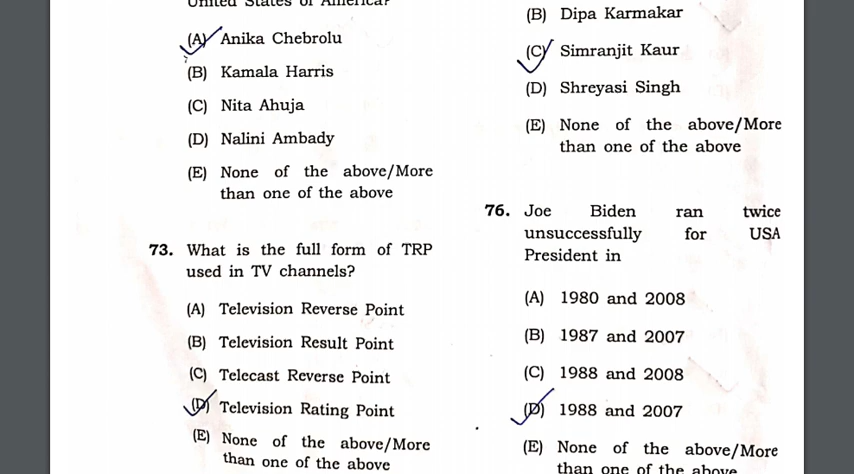 United States of America?
(A) Anika Chebrolu
(B) Kamala Harris
(C) Nita Ahuja
(D) Nalini Ambady
(E) None of the above/More
than one of the above
73. What is the full form of TRP
used in TV channels?
(A) Television Reverse Point
(B) Television Result Point
(C) Telecast Reverse Point
(D) Television Rating Point
(E) None of the above/More
than one of the above
(B) Dipa Karmakar
(C) Simranjit Kaur
(D) Shreyasi Singh
(E) None of the above/More
than one of the above
76. Joe Biden ran twice
unsuccessfully for USA
President in
(A) 1980 and 2008
(B) 1987 and 2007
(C) 1988 and 2008
(D) 1988 and 2007
(E) None of the above/More
than one of the above